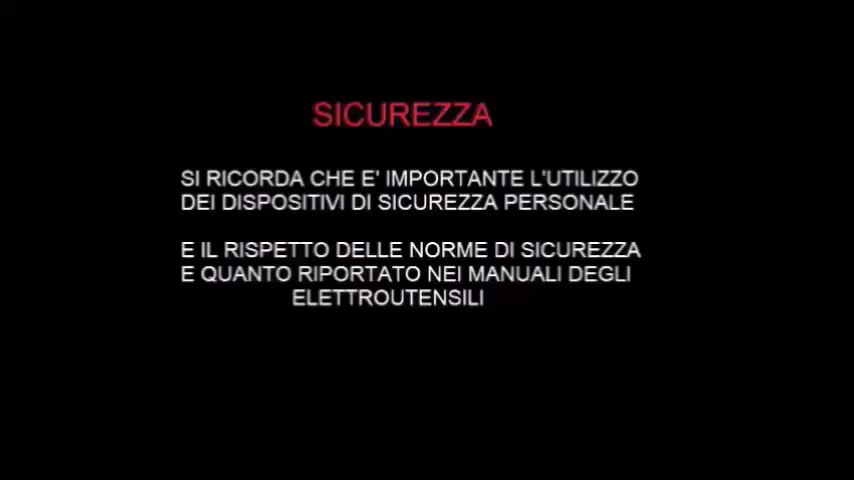 SICUREZZA
SI RICORDA CHE E' IMPORTANTE L'UTILIZZO
DEI DISPOSITIVI DI SICUREZZA PERSONALE
E IL RISPETTO DELLE NORME DI SICUREZZA
E QUANTO RIPORTATO NEI MANUALI DEGLI
ELETTROUTENSILI